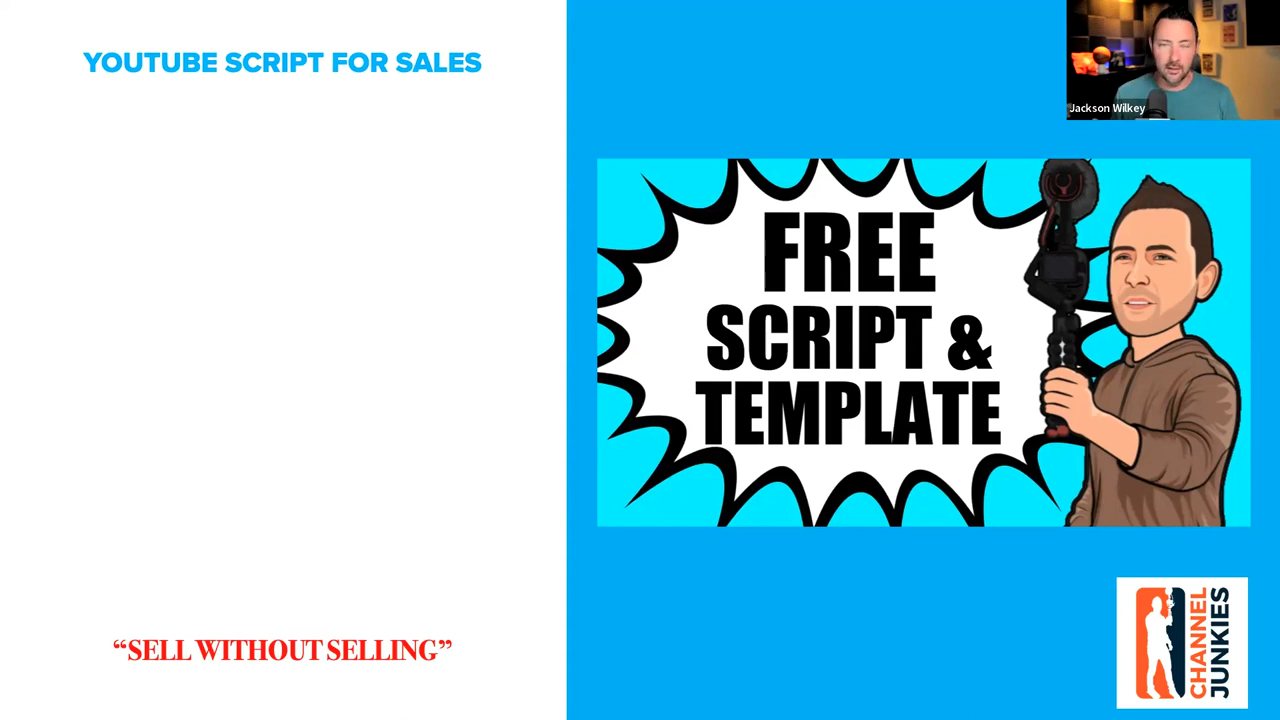 YOUTUBE SCRIPT FOR SALES
Jackson Wilkey
FREE
SCRIPT &
TEMPLATE
“SELL WITHOUT SELLING”
CHANNEL
JUNKIES